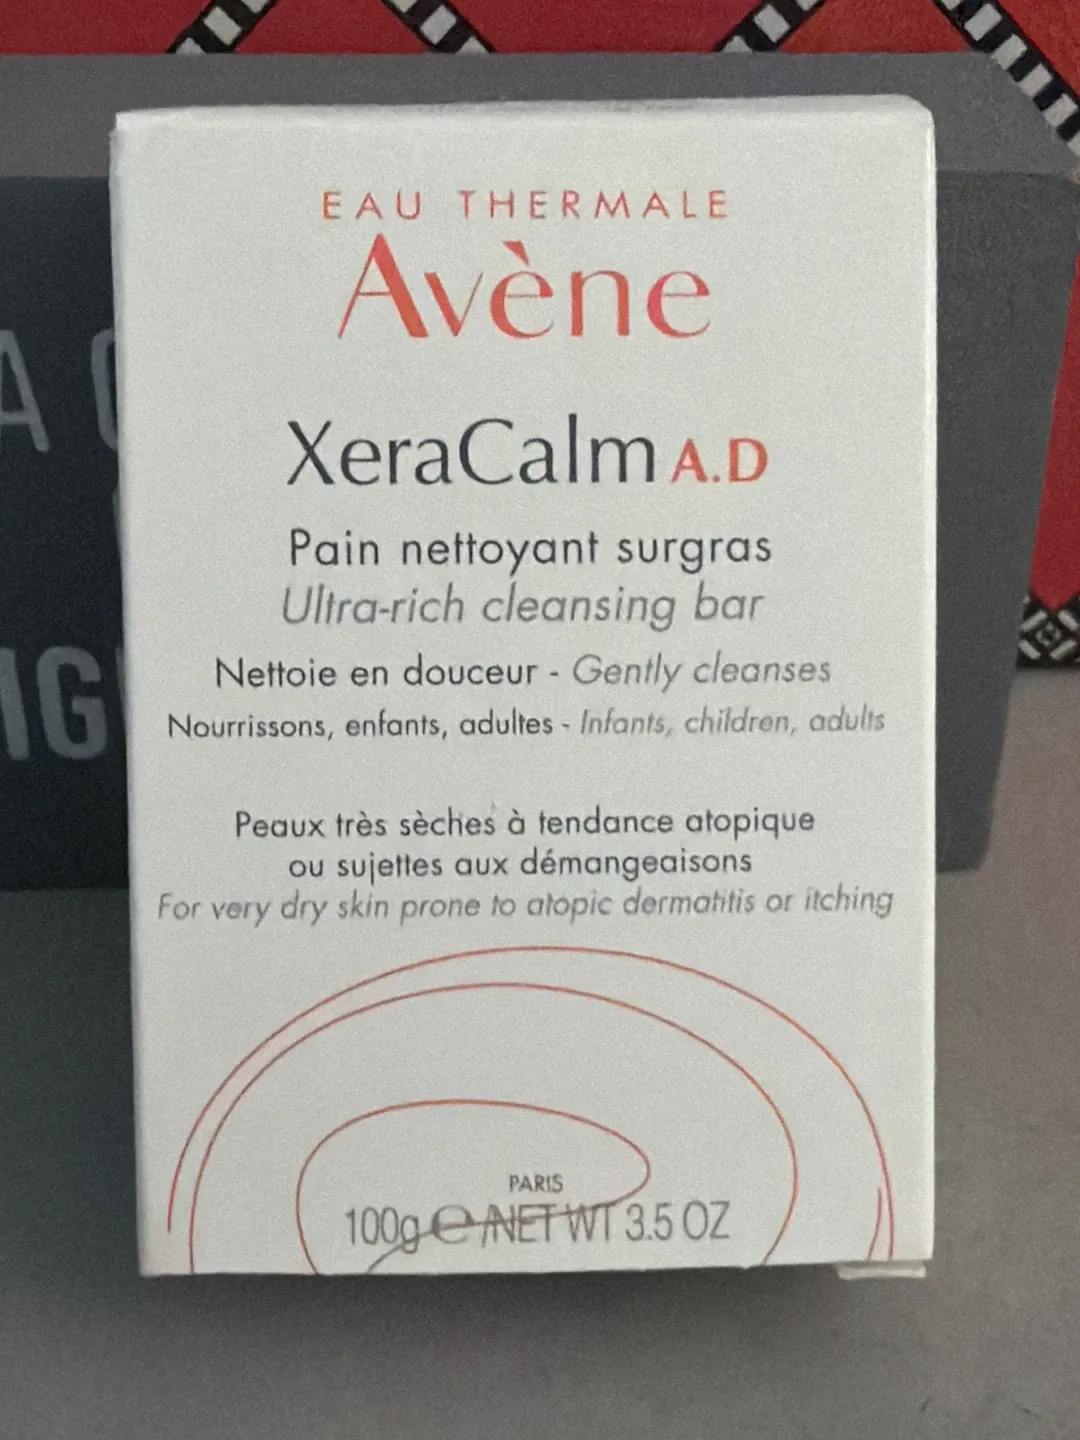 EAU THERMALE
Avène
XeraCalm A.D
Pain nettoyant surgras
Ultra-rich cleansing bar
Nettoie en douceur - Gently cleanses
Nourrissons, enfants, adultes - Infants, children, adults
Peaux très sèches à tendance atopique
ou sujettes aux démangeaisons
For very dry skin prone to atopic dermatitis or itching
PARIS
100g ℮ /NET WT 3.5 OZ